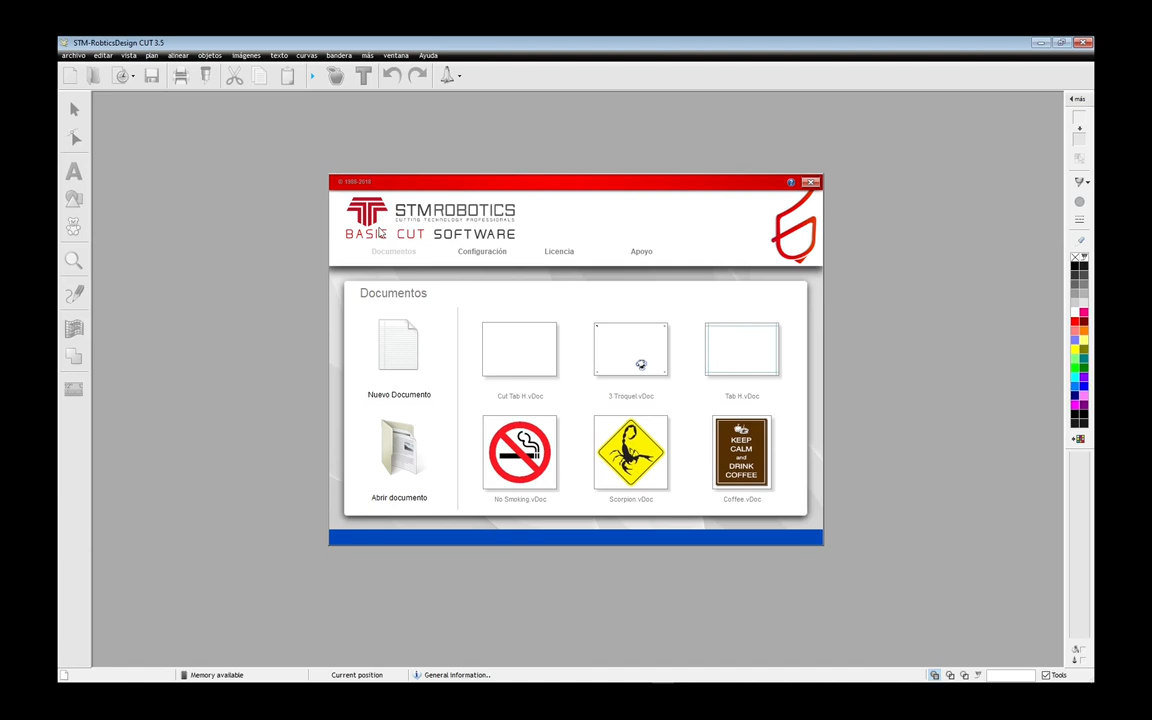 STM-RobticsDesign CUT 3.5
archivo editar vista plan alinear objetos imágenes texto curvas bandera más ventana Ayuda
más
© 1998-2018
STMROBOTICS
CUTTING TECHNOLOGY PROFESSIONALS
BASIC CUT SOFTWARE
Documentos Configuración Licencia Apoyo
Documentos
Nuevo Documento
Cut Tab H.vDoc
3 Troquel.vDoc
Tab H.vDoc
KEEP
CALM
and
DRINK
COFFEE
Abrir documento
No Smoking.vDoc
Scorpion.vDoc
Coffee.vDoc
Memory available
Current position
General information..
Tools